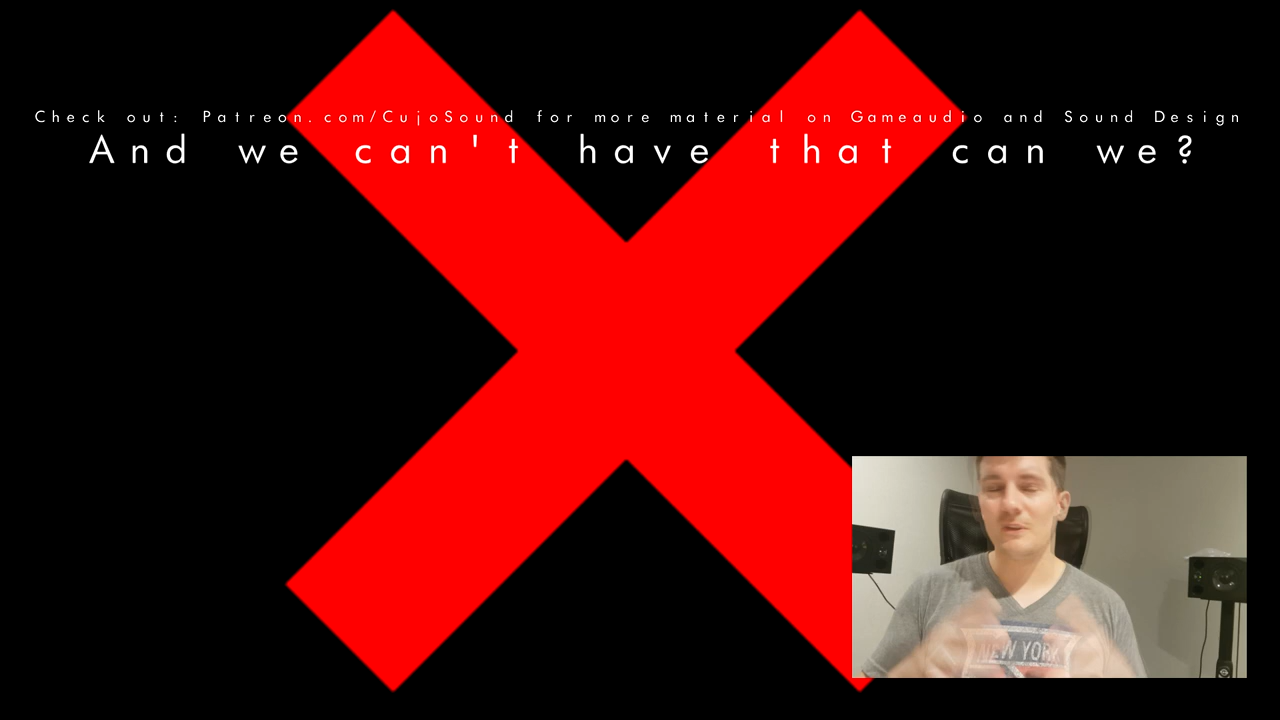 Check out: Patreon.com/CujoSound for more material on Gameaudio and Sound Design
And we can't have that can we?
NEW YORK